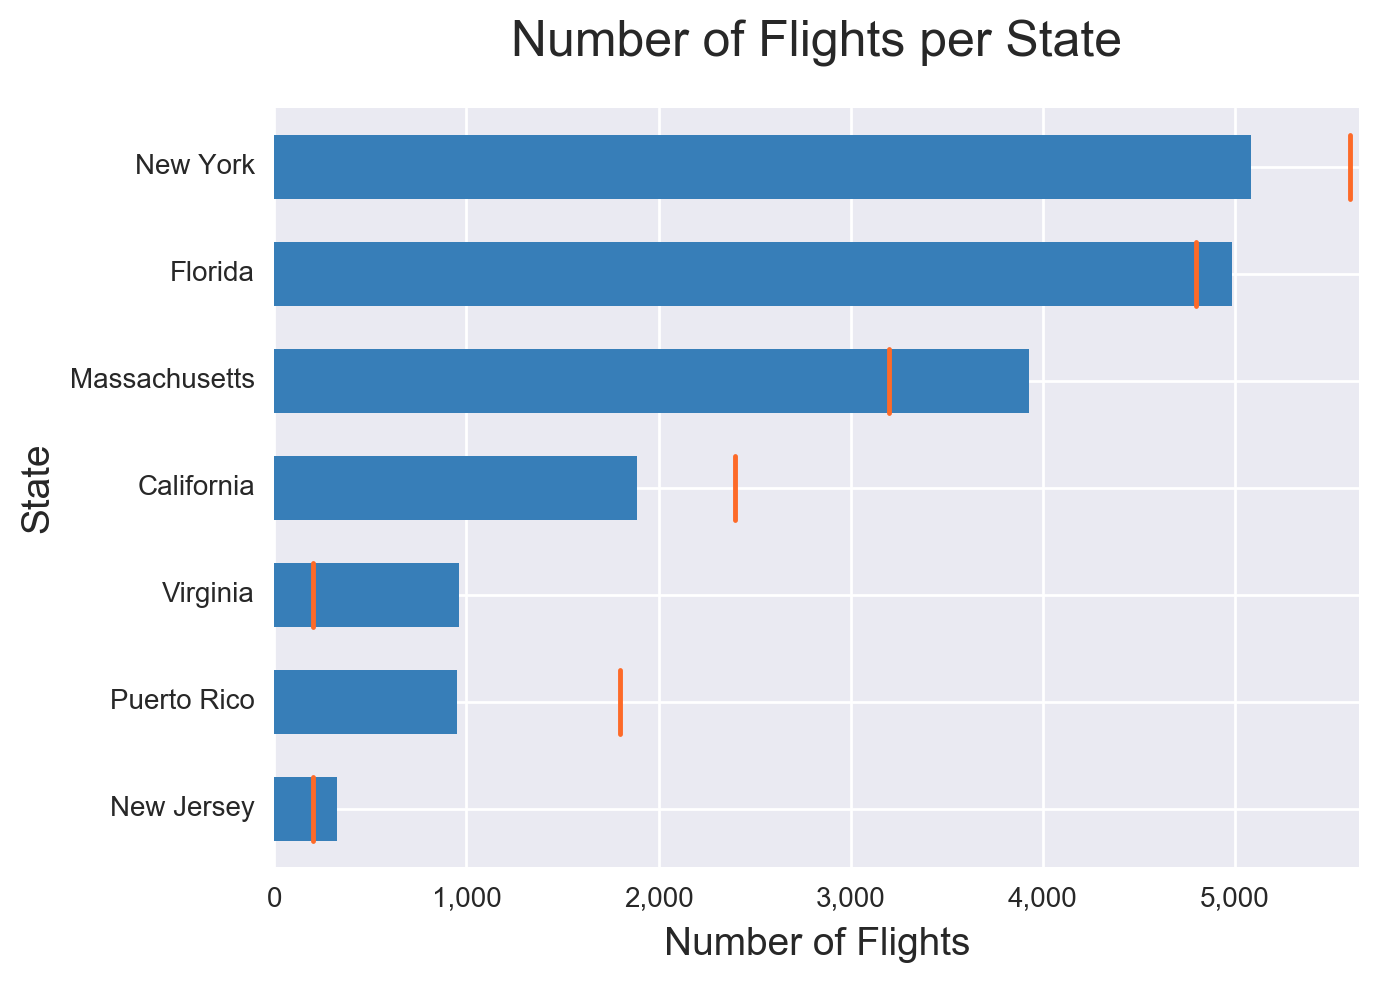 Number of Flights per State
New York
Florida
Massachusetts
California
Virginia
Puerto Rico
New Jersey
State
0 1,000 2,000 3,000 4,000 5,000
Number of Flights